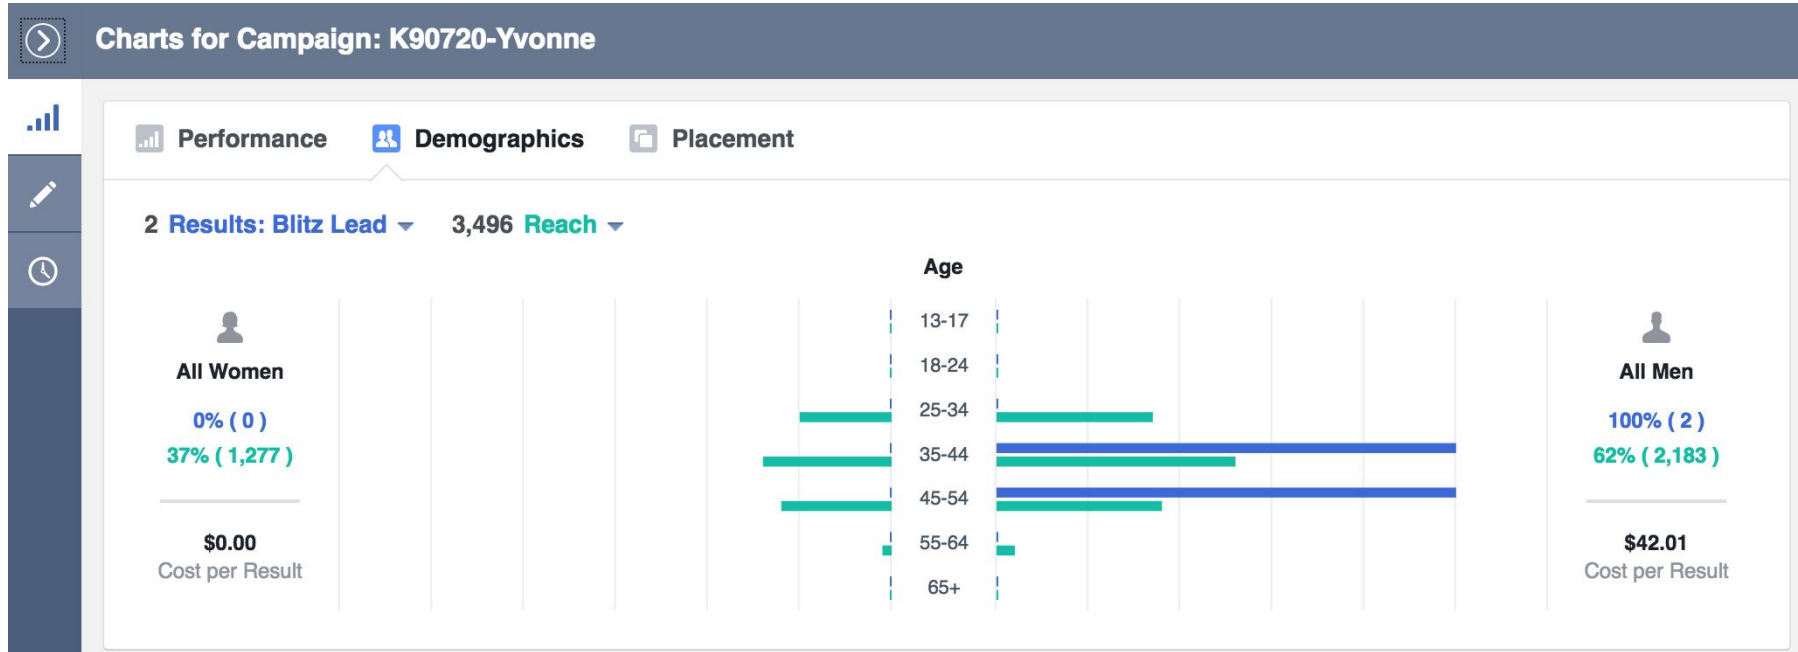 Charts for Campaign: K90720-Yvonne
Performance Demographics Placement
2 Results: Blitz Lead 3,496 Reach
Age
13-17
18-24
25-34
35-44
45-54
55-64
65+
All Women
0% ( 0 )
37% ( 1,277 )
$0.00
Cost per Result
All Men
100% ( 2 )
62% ( 2,183 )
$42.01
Cost per Result